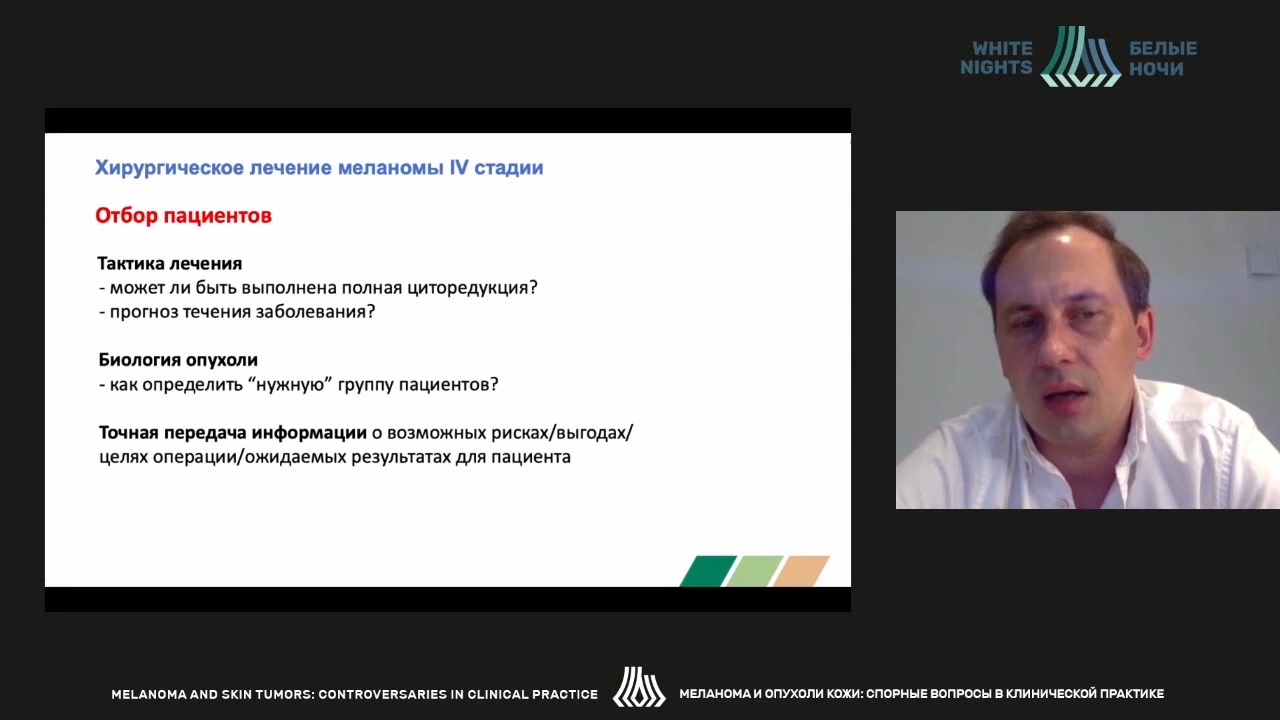 WHITE
NIGHTS
БЕЛЫЕ
НОЧИ
Хирургическое лечение меланомы IV стадии
Отбор пациентов
Тактика лечения
- может ли быть выполнена полная циторедукция?
- прогноз течения заболевания?
Биология опухоли
- как определить “нужную” группу пациентов?
Точная передача информации о возможных рисках/выгодах/
целях операции/ожидаемых результатах для пациента
MELANOMA AND SKIN TUMORS: CONTROVERSARIES IN CLINICAL PRACTICE
МЕЛАНОМА И ОПУХОЛИ КОЖИ: СПОРНЫЕ ВОПРОСЫ В КЛИНИЧЕСКОЙ ПРАКТИКЕ